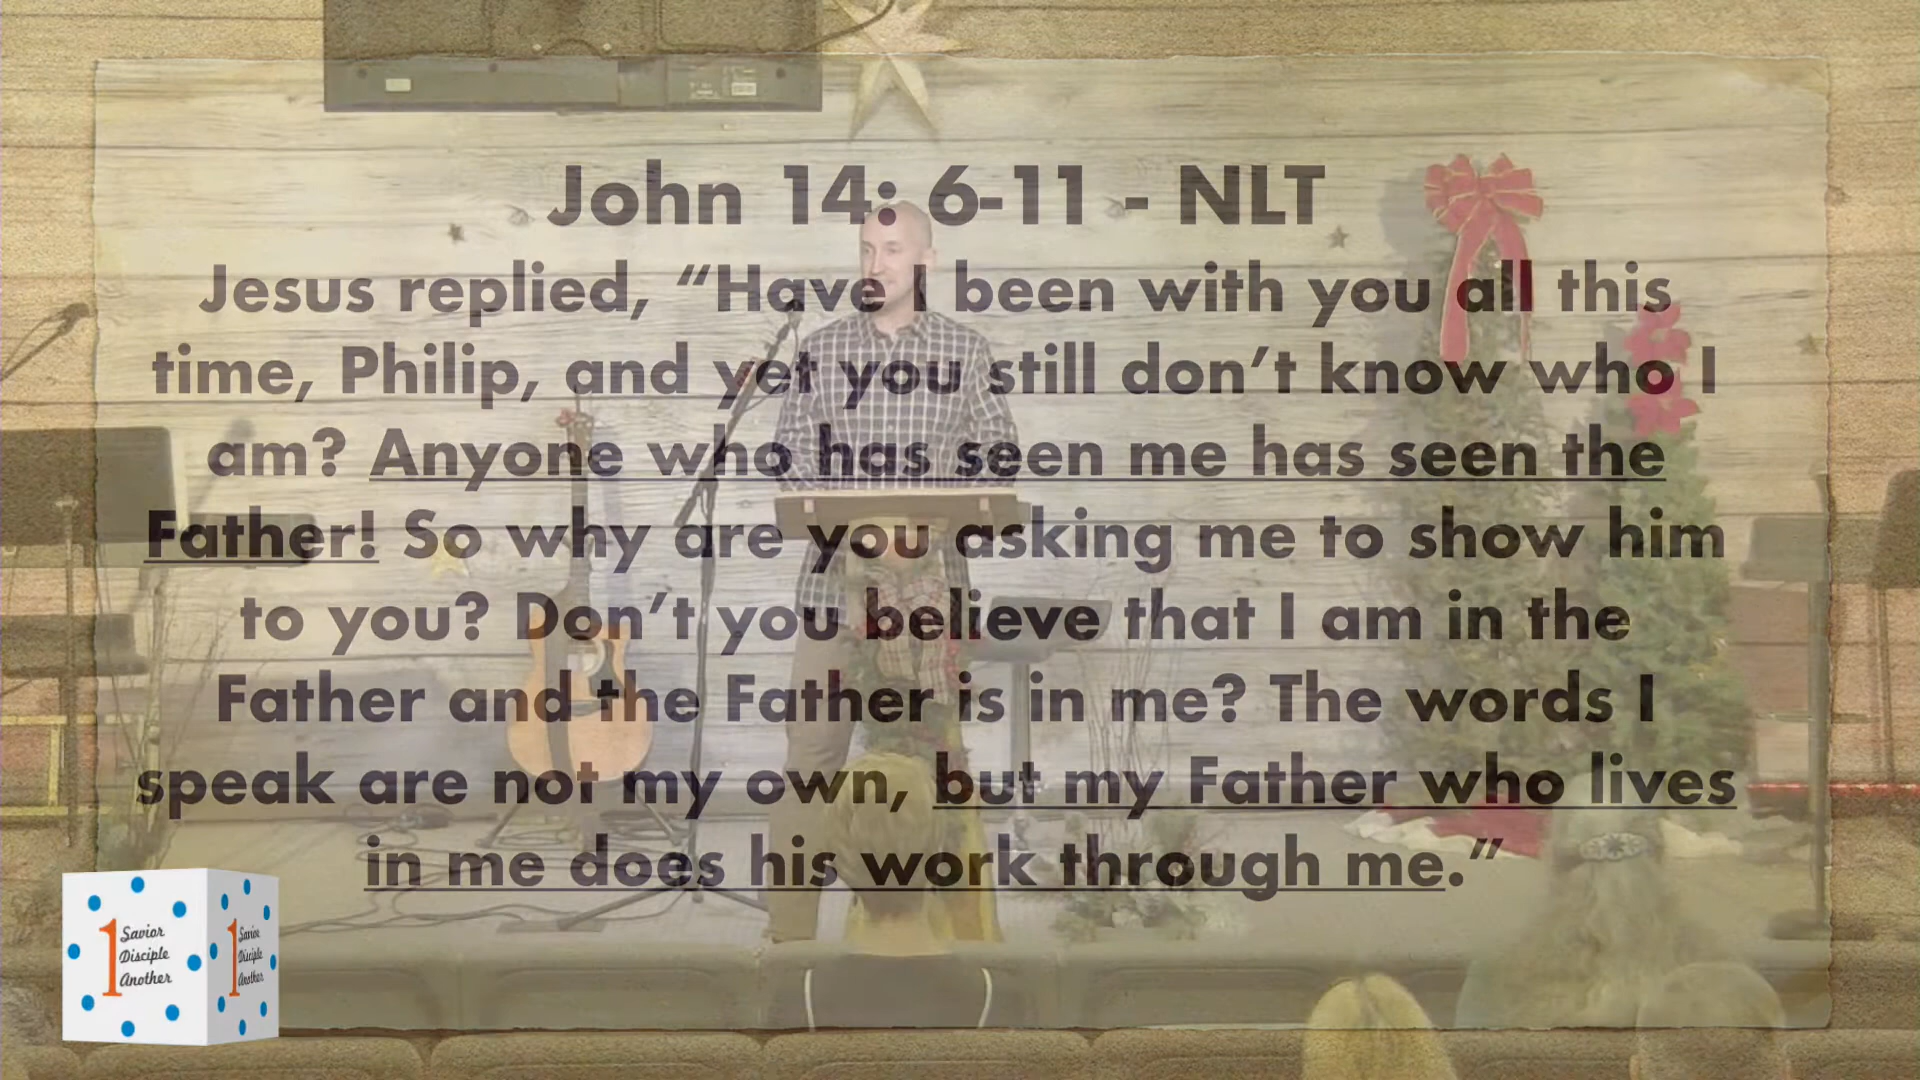 John 14: 6-11 - NLT
Jesus replied, “Have I been with you all this
time, Philip, and yet you still don’t know who I
am? Anyone who has seen me has seen the
Father! So why are you asking me to show him
to you? Don’t you believe that I am in the
Father and the Father is in me? The words I
speak are not my own, but my Father who lives
in me does his work through me.”
1 Savior
Disciple
Another
1 Savior
Disciple
Another